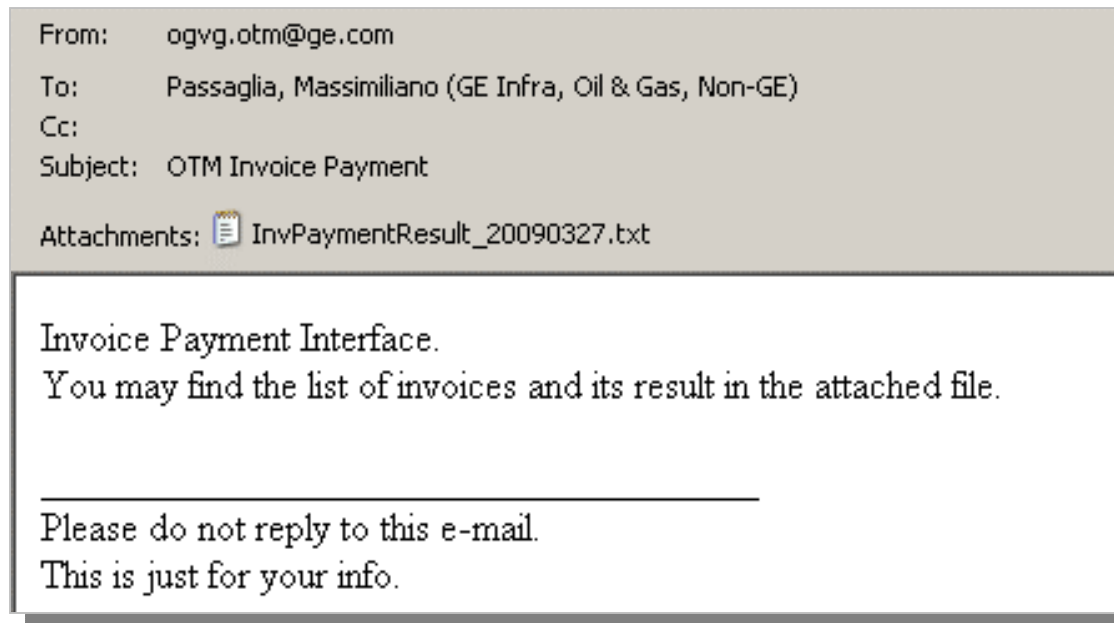 From: ogvg.otm@ge.com
To: Passaglia, Massimiliano (GE Infra, Oil & Gas, Non-GE)
Cc:
Subject: OTM Invoice Payment
Attachments: InvPaymentResult_20090327.txt
Invoice Payment Interface.
You may find the list of invoices and its result in the attached file.
Please do not reply to this e-mail.
This is just for your info.